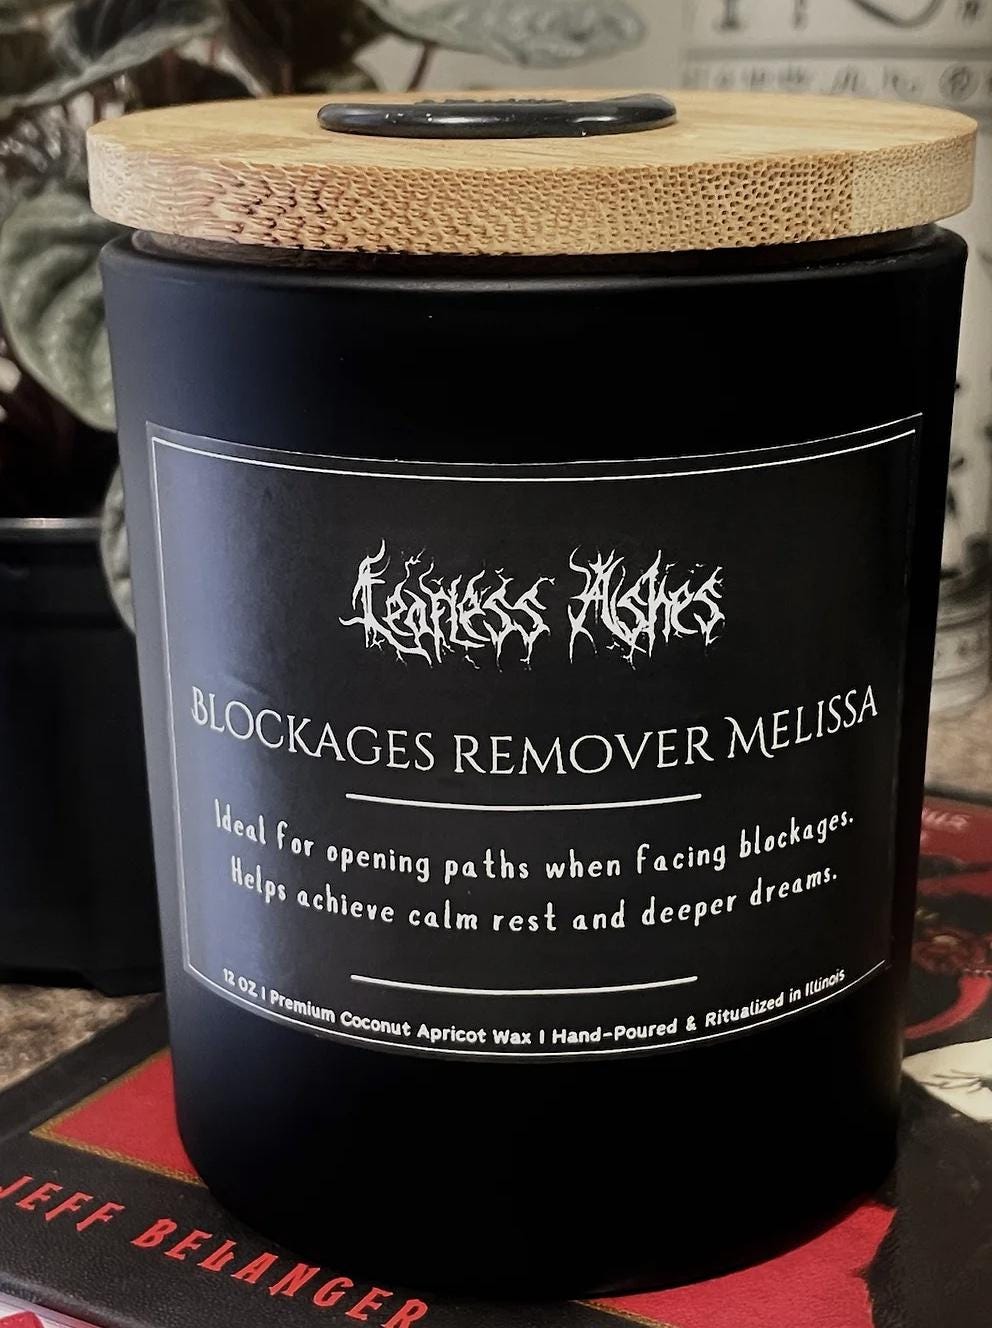 Leafless Ashes
BLOCKAGES REMOVER MELISSA
Ideal for opening paths when facing blockages.
Helps achieve calm rest and deeper dreams.
12 OZ | Premium Coconut Apricot Wax | Hand-Poured & Ritualized in Illinois
JEFF BELANGER